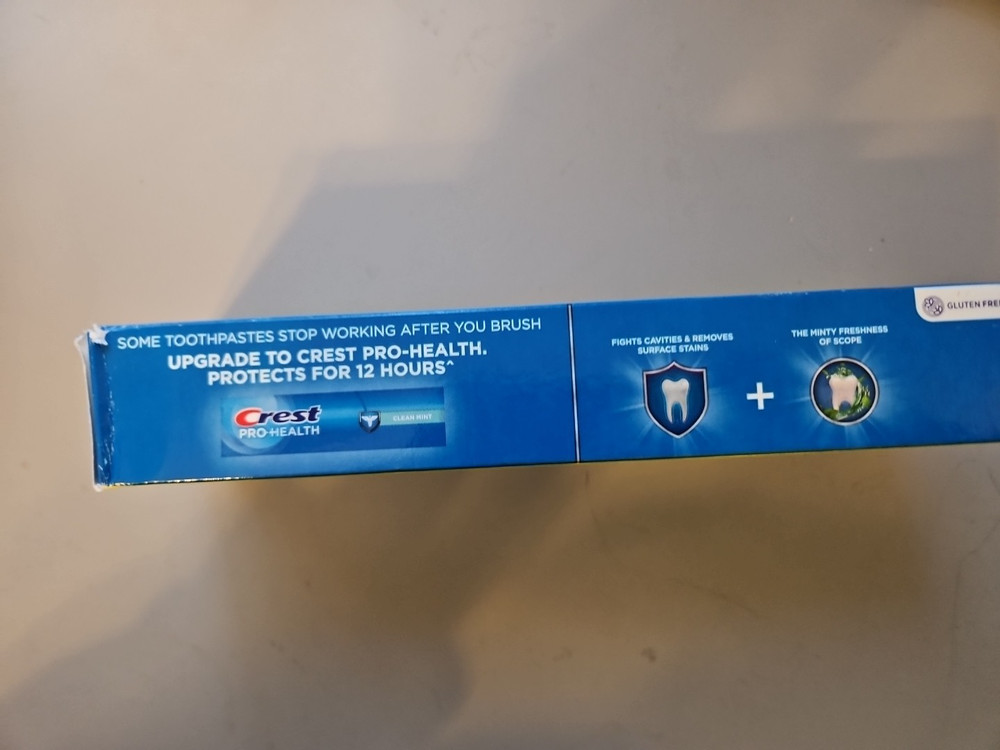 SOME TOOTHPASTES STOP WORKING AFTER YOU BRUSH
UPGRADE TO CREST PRO-HEALTH.
PROTECTS FOR 12 HOURS^
Crest
PRO-HEALTH
CLEAN MINT
FIGHTS CAVITIES & REMOVES
SURFACE STAINS
+
THE MINTY FRESHNESS
OF SCOPE
GLUTEN